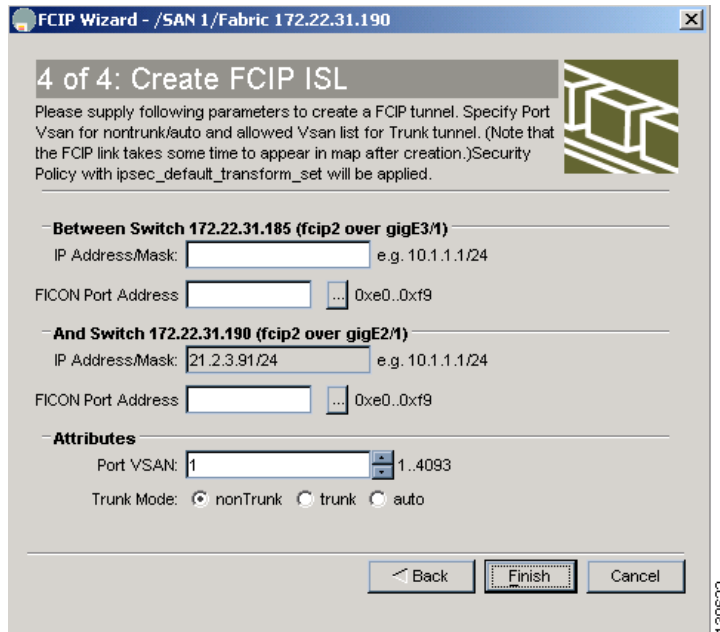 FCIP Wizard - /SAN 1/Fabric 172.22.31.190
4 of 4: Create FCIP ISL
Please supply following parameters to create a FCIP tunnel. Specify Port
Vsan for nontrunk/auto and allowed Vsan list for Trunk tunnel. (Note that
the FCIP link takes some time to appear in map after creation.)Security
Policy with ipsec_default_transform_set will be applied.
Between Switch 172.22.31.185 (fcip2 over gigE3/1)
IP Address/Mask: e.g. 10.1.1.1/24
FICON Port Address ... 0xe0..0xf9
And Switch 172.22.31.190 (fcip2 over gigE2/1)
IP Address/Mask: 21.2.3.91/24 e.g. 10.1.1.1/24
FICON Port Address ... 0xe0..0xf9
Attributes
Port VSAN: 1 1..4093
Trunk Mode: nonTrunk trunk auto
Back Finish Cancel